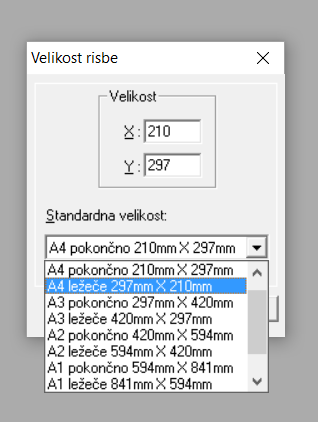 Velikost risbe
Velikost
X: 210
Y: 297
Standardna velikost:
A4 pokončno 210mm X 297mm
A4 pokončno 210mm X 297mm
A4 ležeče 297mm X 210mm
A3 pokončno 297mm X 420mm
A3 ležeče 420mm X 297mm
A2 pokončno 420mm X 594mm
A2 ležeče 594mm X 420mm
A1 pokončno 594mm X 841mm
A1 ležeče 841mm X 594mm